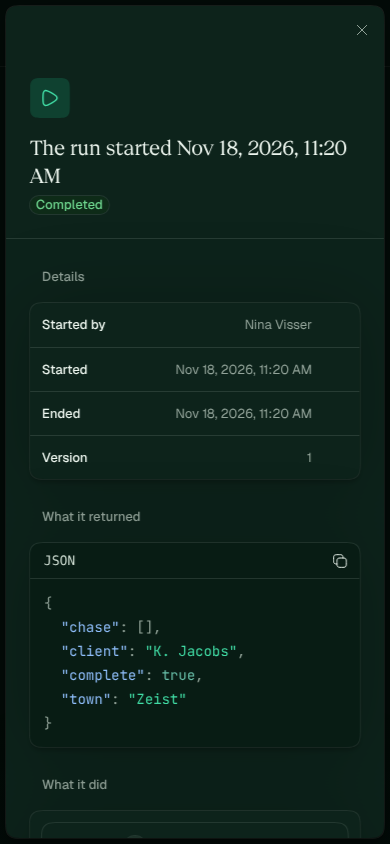 The run started Nov 18, 2026, 11:20
AM
Completed
Details
Started by Nina Visser
Started Nov 18, 2026, 11:20 AM
Ended Nov 18, 2026, 11:20 AM
Version 1
What it returned
JSON
{
"chase": [],
"client": "K. Jacobs",
"complete": true,
"town": "Zeist"
}
What it did